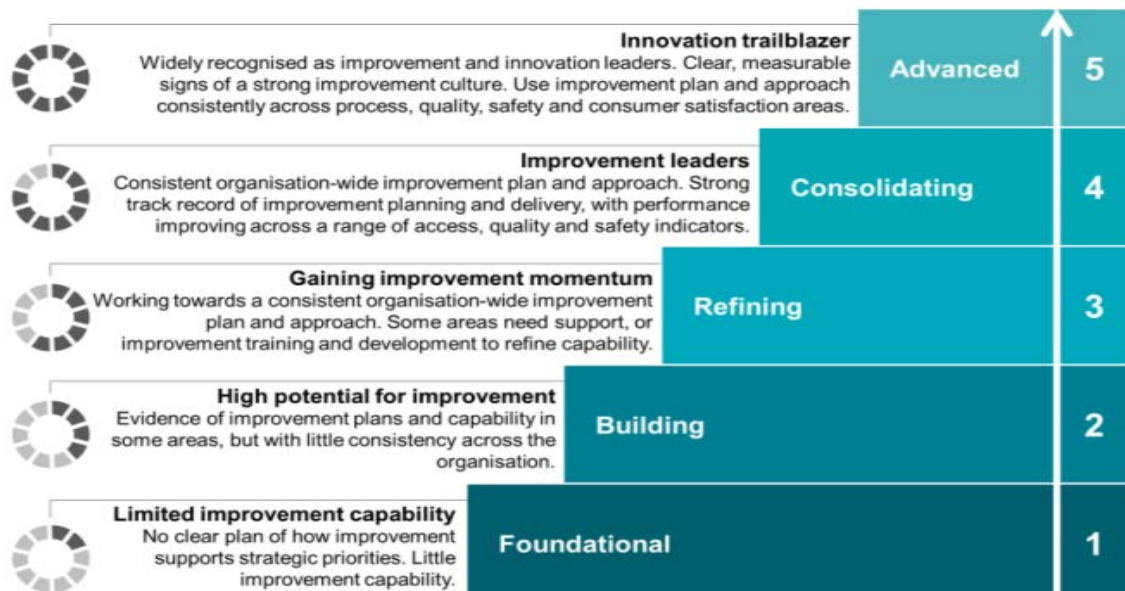 Innovation trailblazer
Widely recognised as improvement and innovation leaders. Clear, measurable
signs of a strong improvement culture. Use improvement plan and approach
consistently across process, quality, safety and consumer satisfaction areas.
Advanced
5
Improvement leaders
Consistent organisation-wide improvement plan and approach. Strong
track record of improvement planning and delivery, with performance
improving across a range of access, quality and safety indicators.
Consolidating
4
Gaining improvement momentum
Working towards a consistent organisation-wide improvement
plan and approach. Some areas need support, or
improvement training and development to refine capability.
Refining
3
High potential for improvement
Evidence of improvement plans and capability in
some areas, but with little consistency across the
organisation.
Building
2
Limited improvement capability
No clear plan of how improvement
supports strategic priorities. Little
improvement capability.
Foundational
1